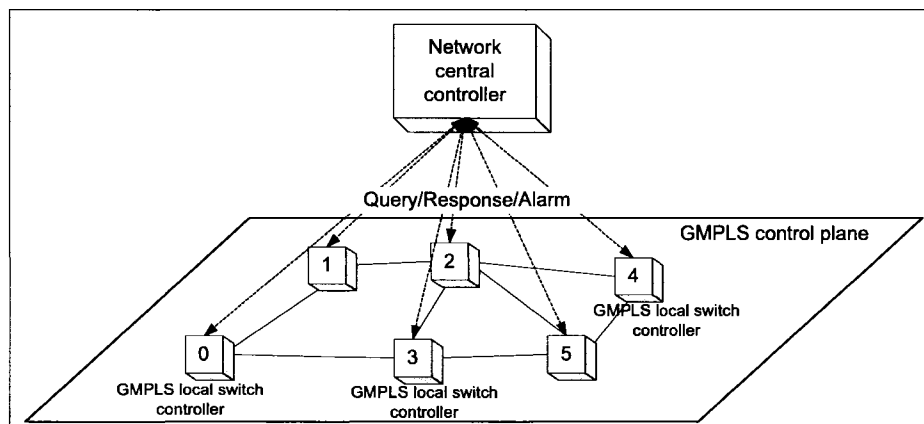 Network
central
controller
Query/Response/Alarm
GMPLS control plane
1
2
4
GMPLS local switch
controller
0
3
5
GMPLS local switch
controller
GMPLS local switch
controller